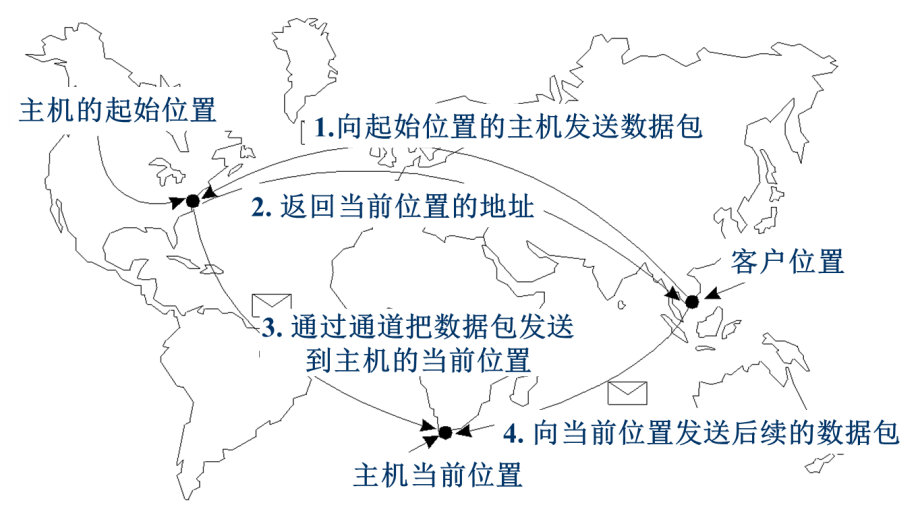 主机的起始位置
1.向起始位置的主机发送数据包
2. 返回当前位置的地址
客户位置
3. 通过通道把数据包发送
到主机的当前位置
4. 向当前位置发送后续的数据包
主机当前位置